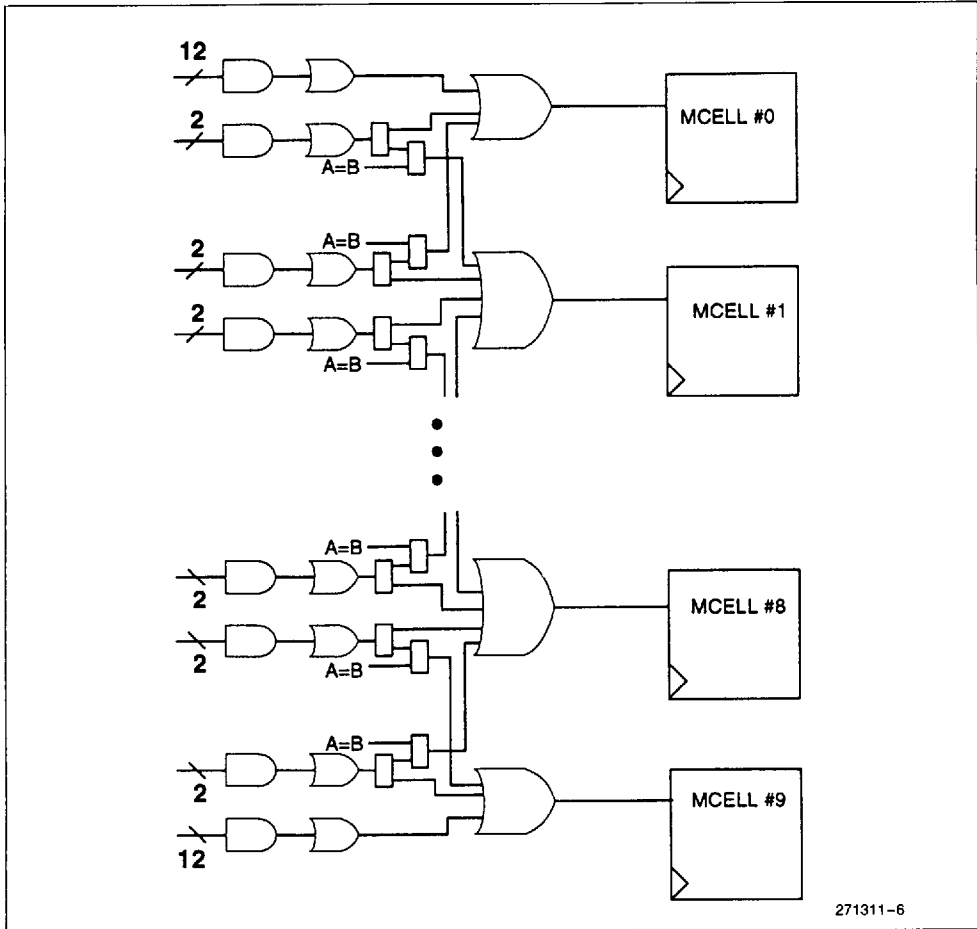 12
2
MCELL #0
A=B
A=B
2
2
MCELL #1
A=B
A=B
2
MCELL #8
2
A=B
A=B
2
MCELL #9
12
271311-6